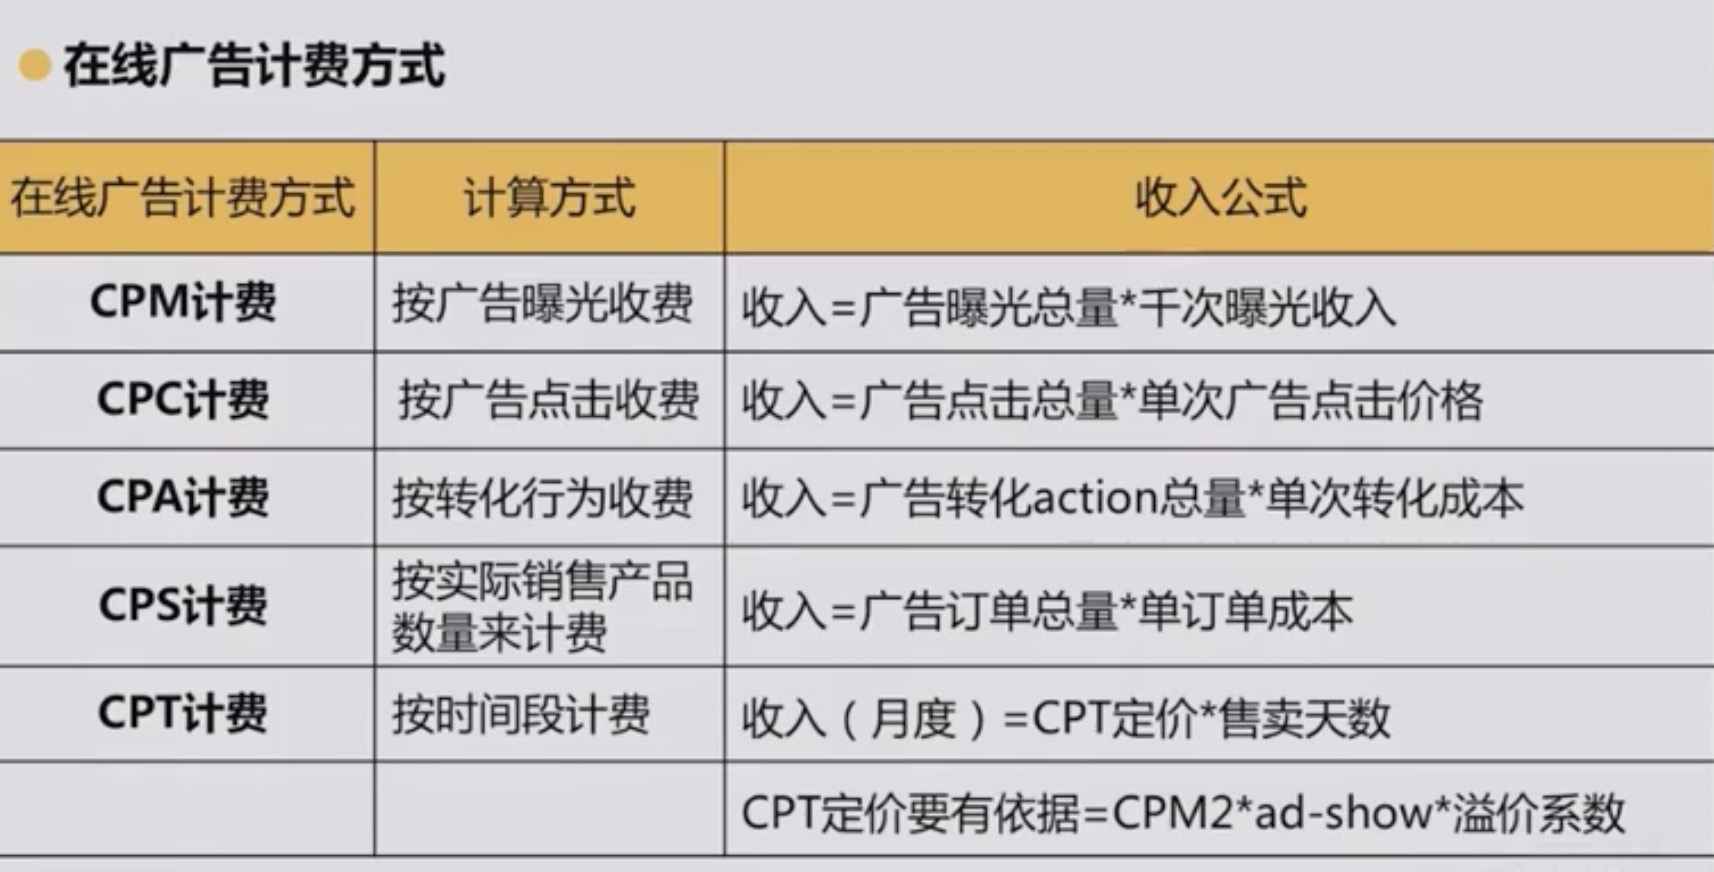 在线广告计费方式
在线广告计费方式 计算方式 收入公式
CPM计费 按广告曝光收费 收入=广告曝光总量*千次曝光收入
CPC计费 按广告点击收费 收入=广告点击总量*单次广告点击价格
CPA计费 按转化行为收费 收入=广告转化action总量*单次转化成本
CPS计费 按实际销售产品
数量来计费 收入=广告订单总量*单订单成本
CPT计费 按时间段计费 收入（月度）=CPT定价*售卖天数
CPT定价要有依据=CPM2*ad-show*溢价系数